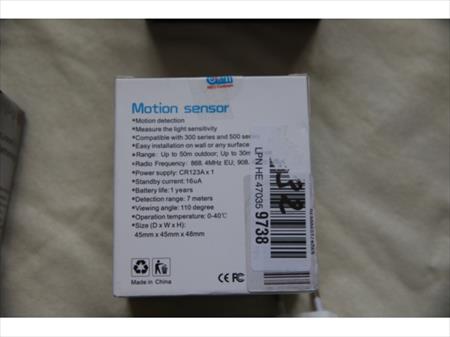 Motion sensor
•Motion detection
•Measure the light sensitivity
•Compatible with 300 series and 500 series
•Easy installation on wall or any surface
•Range: Up to 50m outdoor; Up to 30m
•Radio Frequency: 868.4MHz EU; 908.
•Power supply: CR123A x 1
•Standby current: 16uA
•Battery life: 1 years
•Detection range: 7 meters
•Viewing angle: 110 degree
•Operation temperature: 0-40℃
•Size (D x W x H):
45mm x 45mm x 48mm
Made in China
CE FC
LPN HE 47035
9738